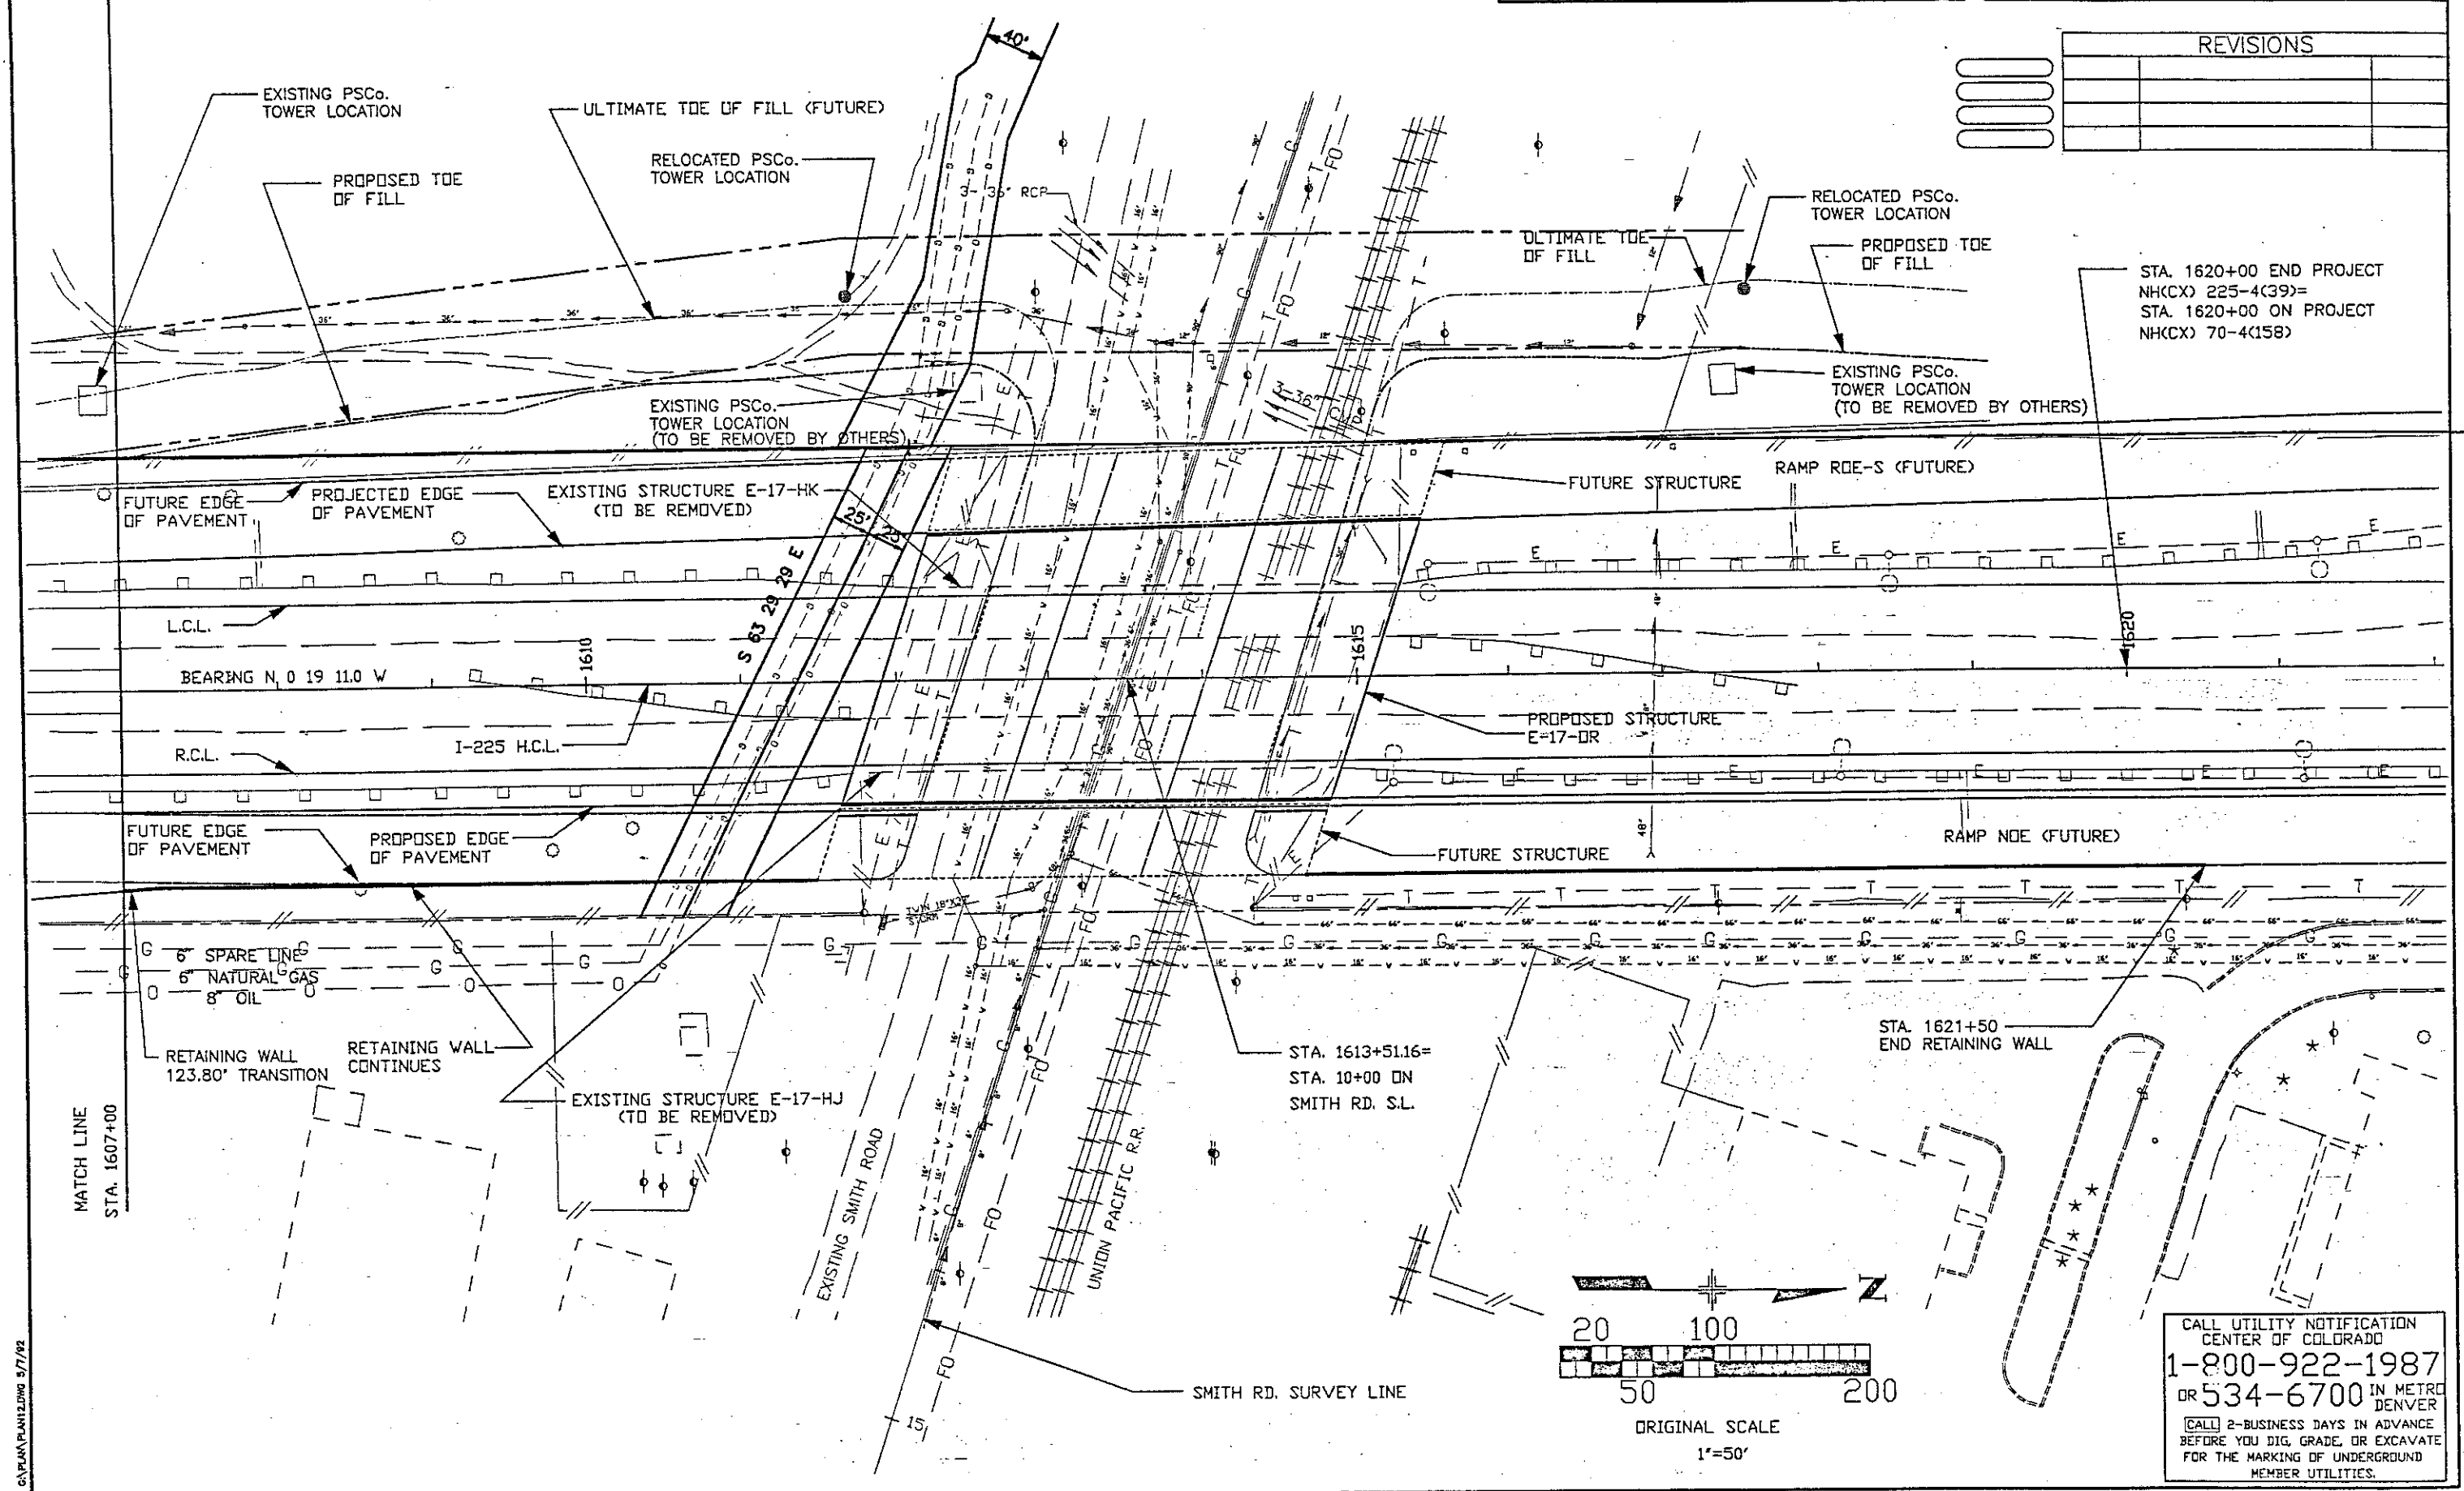 REVISIONS
40'
EXISTING PSCo.
TOWER LOCATION
ULTIMATE TOE OF FILL (FUTURE)
PROPOSED TOE
OF FILL
RELOCATED PSCo.
TOWER LOCATION
3- 36" RCP
RELOCATED PSCo.
TOWER LOCATION
ULTIMATE TOE
OF FILL
PROPOSED TOE
OF FILL
STA. 1620+00 END PROJECT
NH(CX) 225-4(39)=
STA. 1620+00 ON PROJECT
NH(CX) 70-4(158)
EXISTING PSCo.
TOWER LOCATION
(TO BE REMOVED BY OTHERS)
EXISTING PSCo.
TOWER LOCATION
(TO BE REMOVED BY OTHERS)
3-36"
FUTURE EDGE
OF PAVEMENT
PROJECTED EDGE
OF PAVEMENT
EXISTING STRUCTURE E-17-HK
(TO BE REMOVED)
FUTURE STRUCTURE
RAMP ROE-S (FUTURE)
25'
S 63 29 29 E
L.C.L.
BEARING N 0 19 11.0 W
1610
1615
1620
I-225 H.C.L.
R.C.L.
PROPOSED STRUCTURE
E-17-OR
FUTURE EDGE
OF PAVEMENT
PROPOSED EDGE
OF PAVEMENT
FUTURE STRUCTURE
RAMP NOE (FUTURE)
48"
6" SPARE LINE
6" NATURAL GAS
8" OIL
RETAINING WALL
123.80' TRANSITION
RETAINING WALL
CONTINUES
EXISTING STRUCTURE E-17-HJ
(TO BE REMOVED)
STA. 1613+51.16=
STA. 10+00 ON
SMITH RD. S.L.
STA. 1621+50
END RETAINING WALL
MATCH LINE
STA. 1607+00
EXISTING SMITH ROAD
UNION PACIFIC R.R.
SMITH RD. SURVEY LINE
15
N
20 100
50 200
ORIGINAL SCALE
1"=50'
CALL UTILITY NOTIFICATION
CENTER OF COLORADO
1-800-922-1987
OR 534-6700 IN METRO
DENVER
CALL 2-BUSINESS DAYS IN ADVANCE
BEFORE YOU DIG, GRADE, OR EXCAVATE
FOR THE MARKING OF UNDERGROUND
MEMBER UTILITIES.
G:\PLAN\PLAN12.DWG 5/7/02